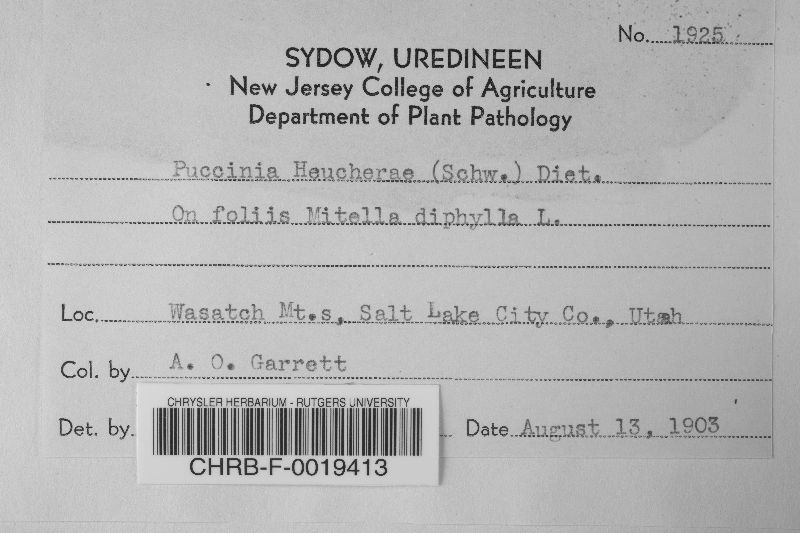 No. 1925
SYDOW, UREDINEEN
New Jersey College of Agriculture
Department of Plant Pathology
Puccinia Heucherae (Schw.) Diet.
On foliis Mitella diphylla L.
Loc. Wasatch Mt.s, Salt Lake City Co., Utah
Col. by A. O. Garrett
Det. by. Date August 13, 1903
CHRYSLER HERBARIUM - RUTGERS UNIVERSITY
CHRB-F-0019413